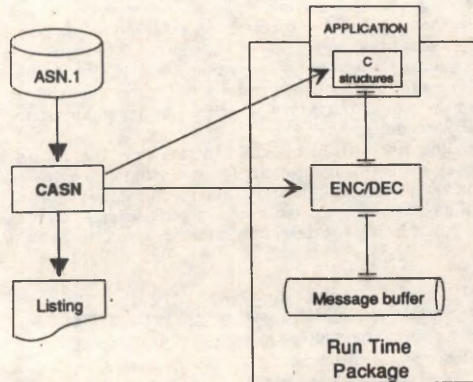 APPLICATION
C
structures
ASN.1
CASN
ENC/DEC
Listing
Message buffer
Run Time
Package